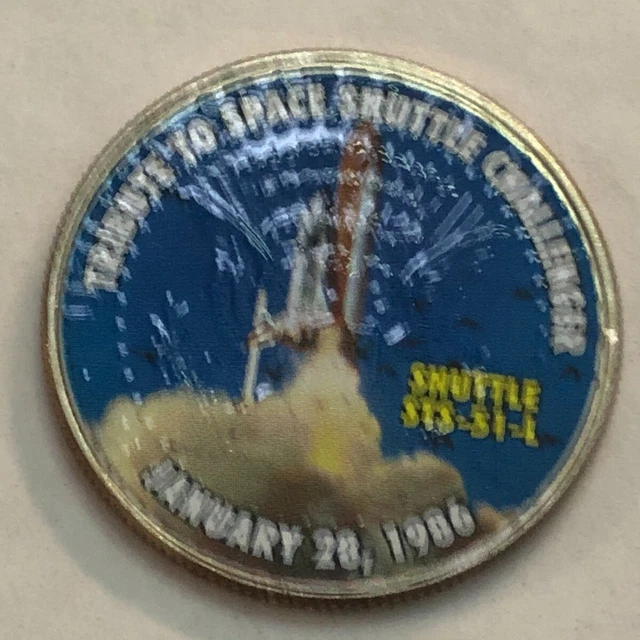 TRIBUTE TO SPACE SHUTTLE CHALLENGER
SHUTTLE
STS-51-L
JANUARY 28, 1986